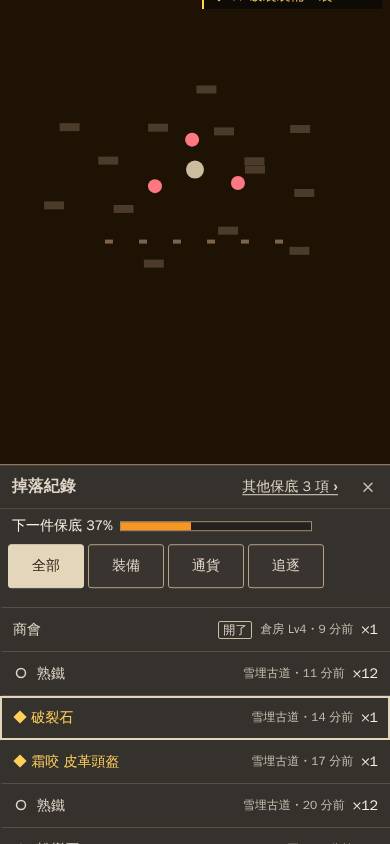 掉落紀錄 其他保底 3 項 ›
下一件保底 37%
全部 裝備 通貨 追逐
商會 開了 倉房 Lv4・9 分前 ×1
熟鐵 雪埋古道・11 分前 ×12
破裂石 雪埋古道・14 分前 ×1
霜咬 皮革頭盔 雪埋古道・17 分前 ×1
熟鐵 雪埋古道・20 分前 ×12